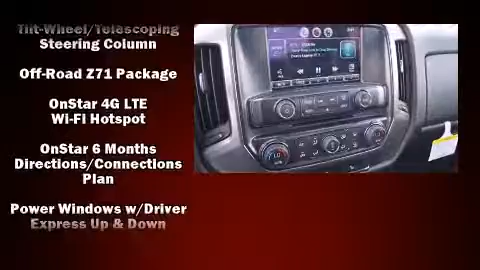 Tilt-Wheel/Telascoping
Steering Column
Off-Road Z71 Package
OnStar 4G LTE
Wi-Fi Hotspot
OnStar 6 Months
Directions/Connections
Plan
Power Windows w/Driver
Express Up & Down